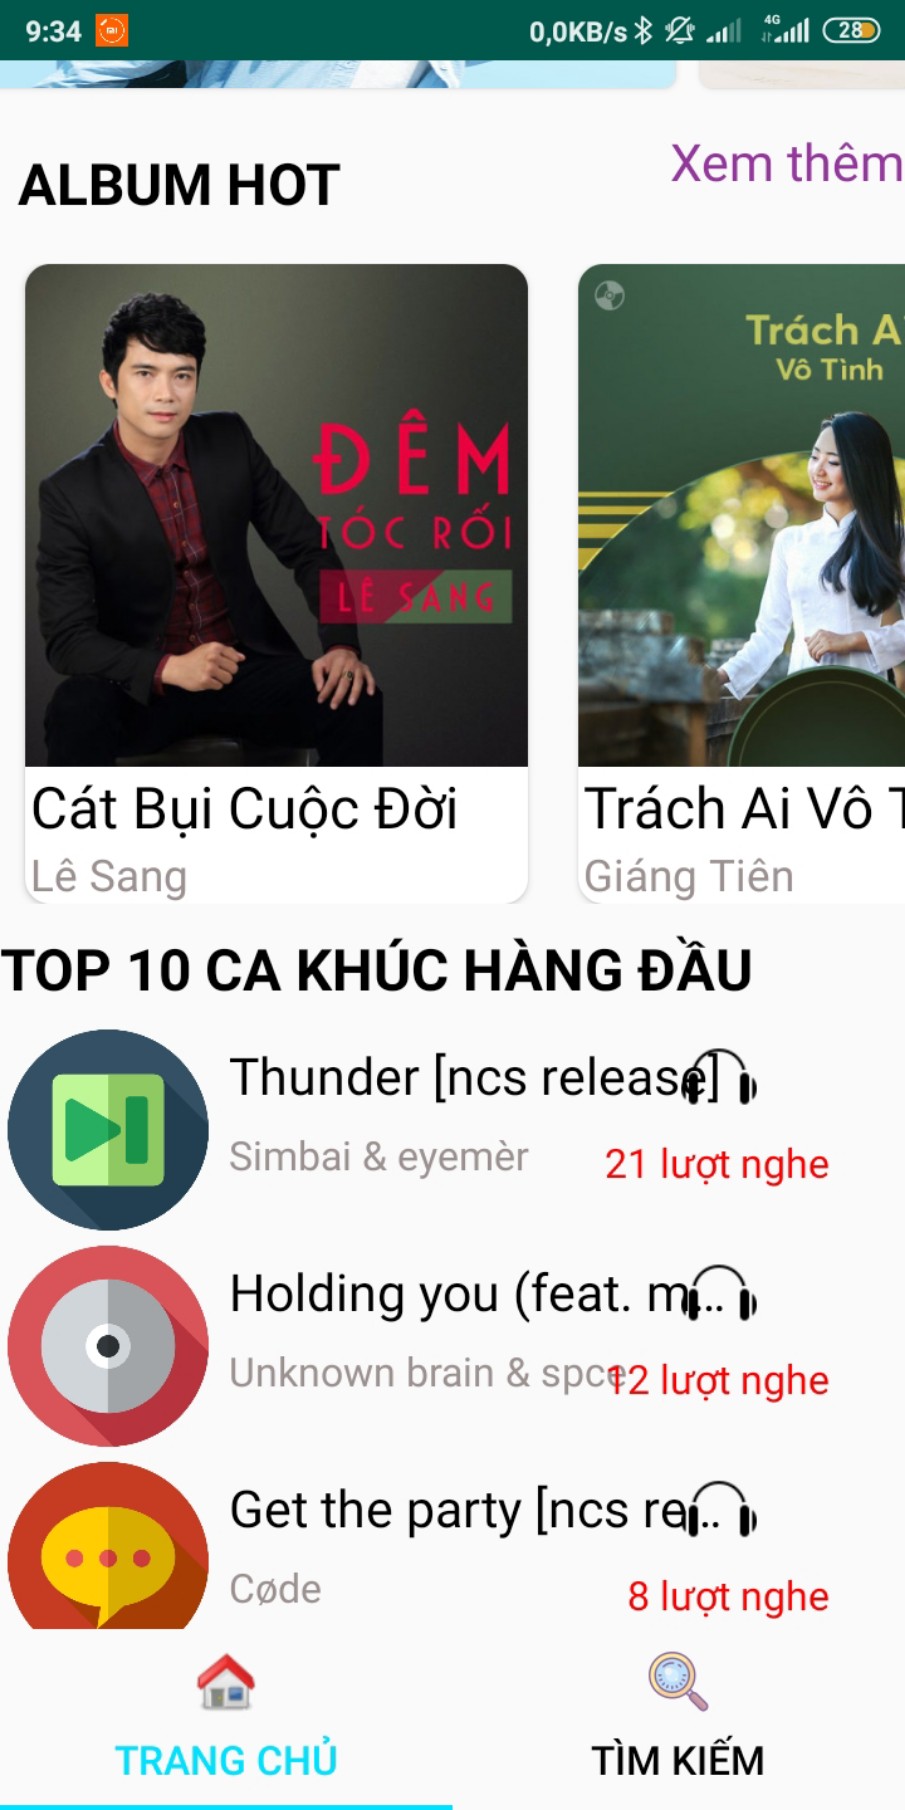 9:34
0,0KB/s 4G 28
ALBUM HOT
Xem thêm
Trách A
Vô Tình
ĐÊM
TÓC RỐI
LÊ SANG
Cát Bụi Cuộc Đời
Lê Sang
Trách Ai Vô T
Giáng Tiên
TOP 10 CA KHÚC HÀNG ĐẦU
Thunder [ncs release]
Simbai & eyemèr
21 lượt nghe
Holding you (feat. m...
Unknown brain & spce
12 lượt nghe
Get the party [ncs re...
Cøde
8 lượt nghe
TRANG CHỦ
TÌM KIẾM